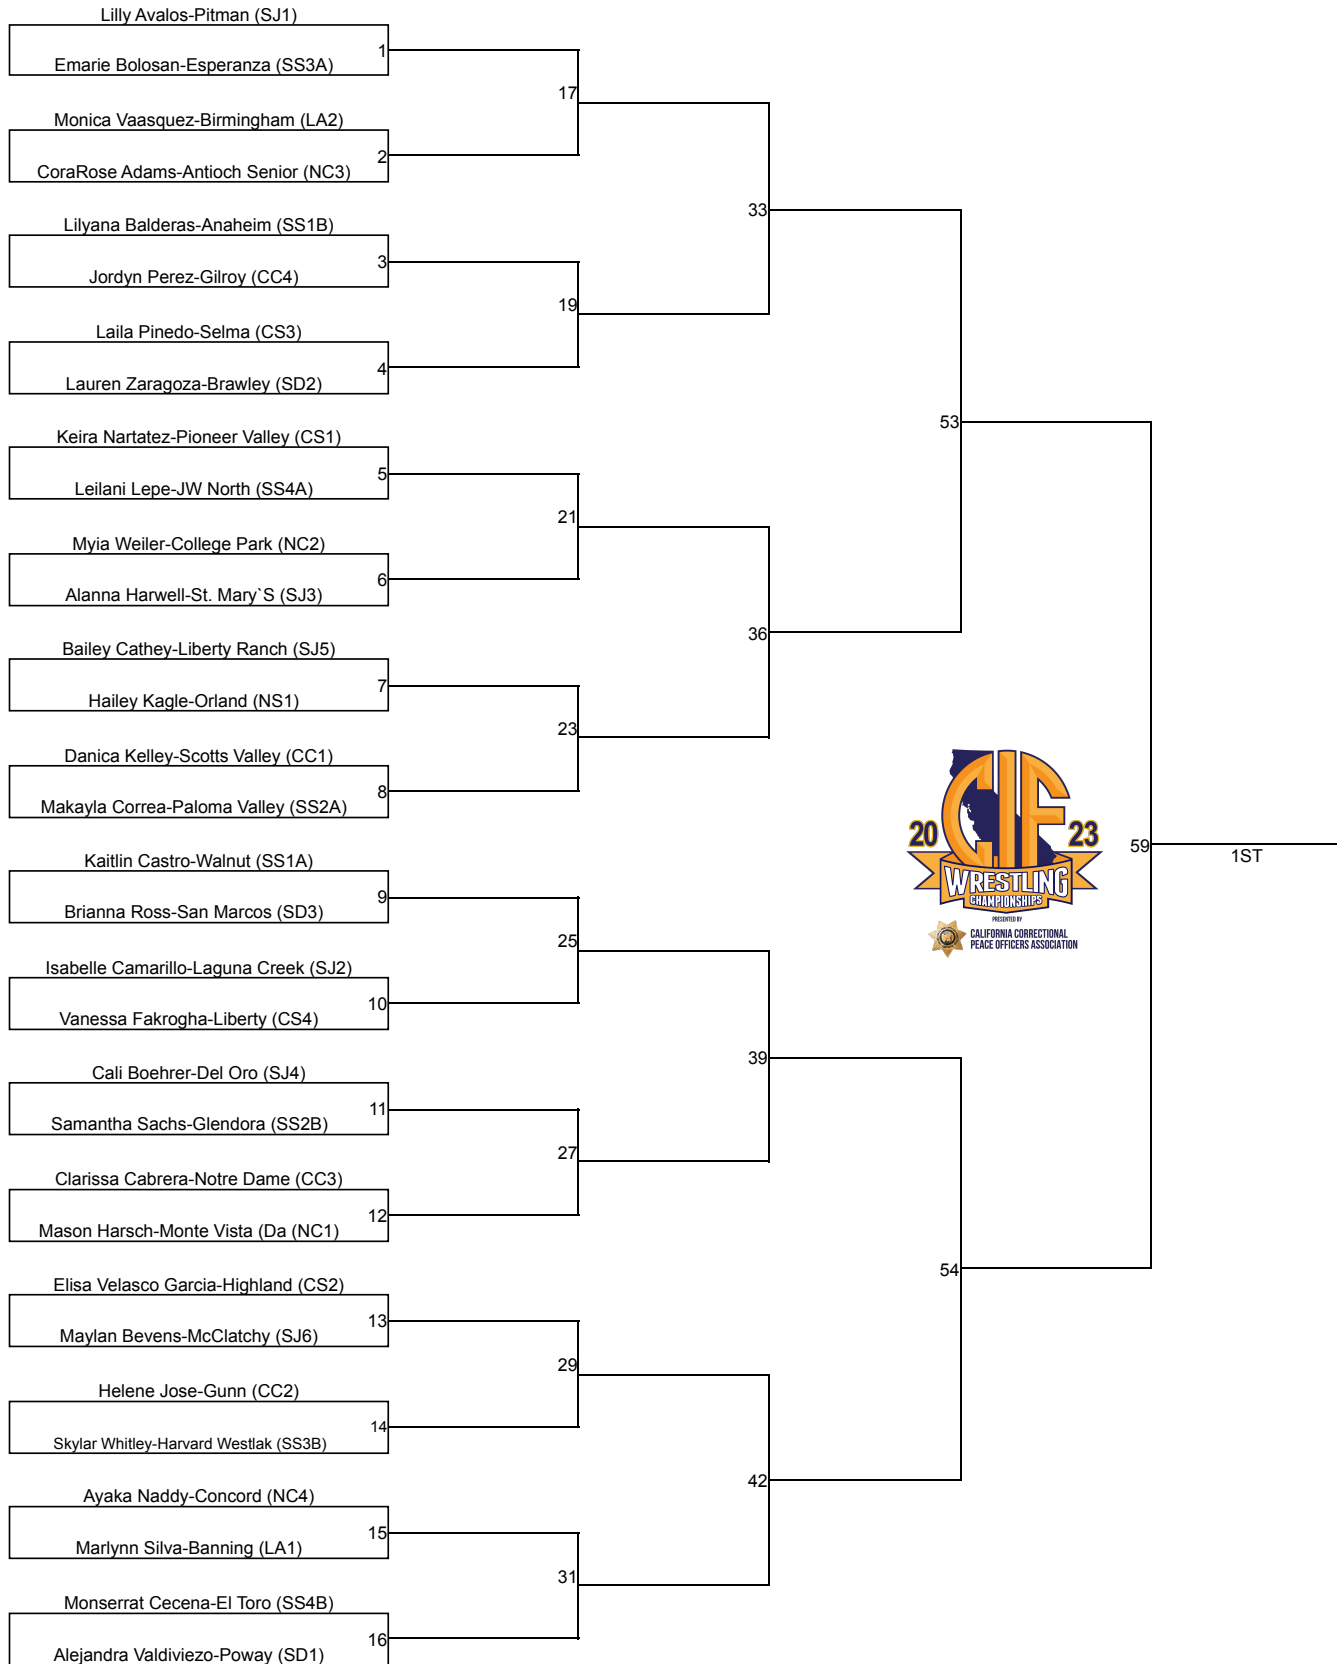 Lilly Avalos-Pitman (SJ1)
1
Emarie Bolosan-Esperanza (SS3A)
17
Monica Vaasquez-Birmingham (LA2)
2
CoraRose Adams-Antioch Senior (NC3)
33
Lilyana Balderas-Anaheim (SS1B)
3
Jordyn Perez-Gilroy (CC4)
19
Laila Pinedo-Selma (CS3)
4
Lauren Zaragoza-Brawley (SD2)
53
Keira Nartatez-Pioneer Valley (CS1)
5
Leilani Lepe-JW North (SS4A)
21
Myia Weiler-College Park (NC2)
6
Alanna Harwell-St. Mary`S (SJ3)
36
Bailey Cathey-Liberty Ranch (SJ5)
7
Hailey Kagle-Orland (NS1)
23
Danica Kelley-Scotts Valley (CC1)
8
Makayla Correa-Paloma Valley (SS2A)
20 CIF 23
WRESTLING
CHAMPIONSHIPS
PRESENTED BY
CALIFORNIA CORRECTIONAL
PEACE OFFICERS ASSOCIATION
59
1ST
Kaitlin Castro-Walnut (SS1A)
9
Brianna Ross-San Marcos (SD3)
25
Isabelle Camarillo-Laguna Creek (SJ2)
10
Vanessa Fakrogha-Liberty (CS4)
39
Cali Boehrer-Del Oro (SJ4)
11
Samantha Sachs-Glendora (SS2B)
27
Clarissa Cabrera-Notre Dame (CC3)
12
Mason Harsch-Monte Vista (Da (NC1)
54
Elisa Velasco Garcia-Highland (CS2)
13
Maylan Bevens-McClatchy (SJ6)
29
Helene Jose-Gunn (CC2)
14
Skylar Whitley-Harvard Westlak (SS3B)
42
Ayaka Naddy-Concord (NC4)
15
Marlynn Silva-Banning (LA1)
31
Monserrat Cecena-El Toro (SS4B)
16
Alejandra Valdiviezo-Poway (SD1)